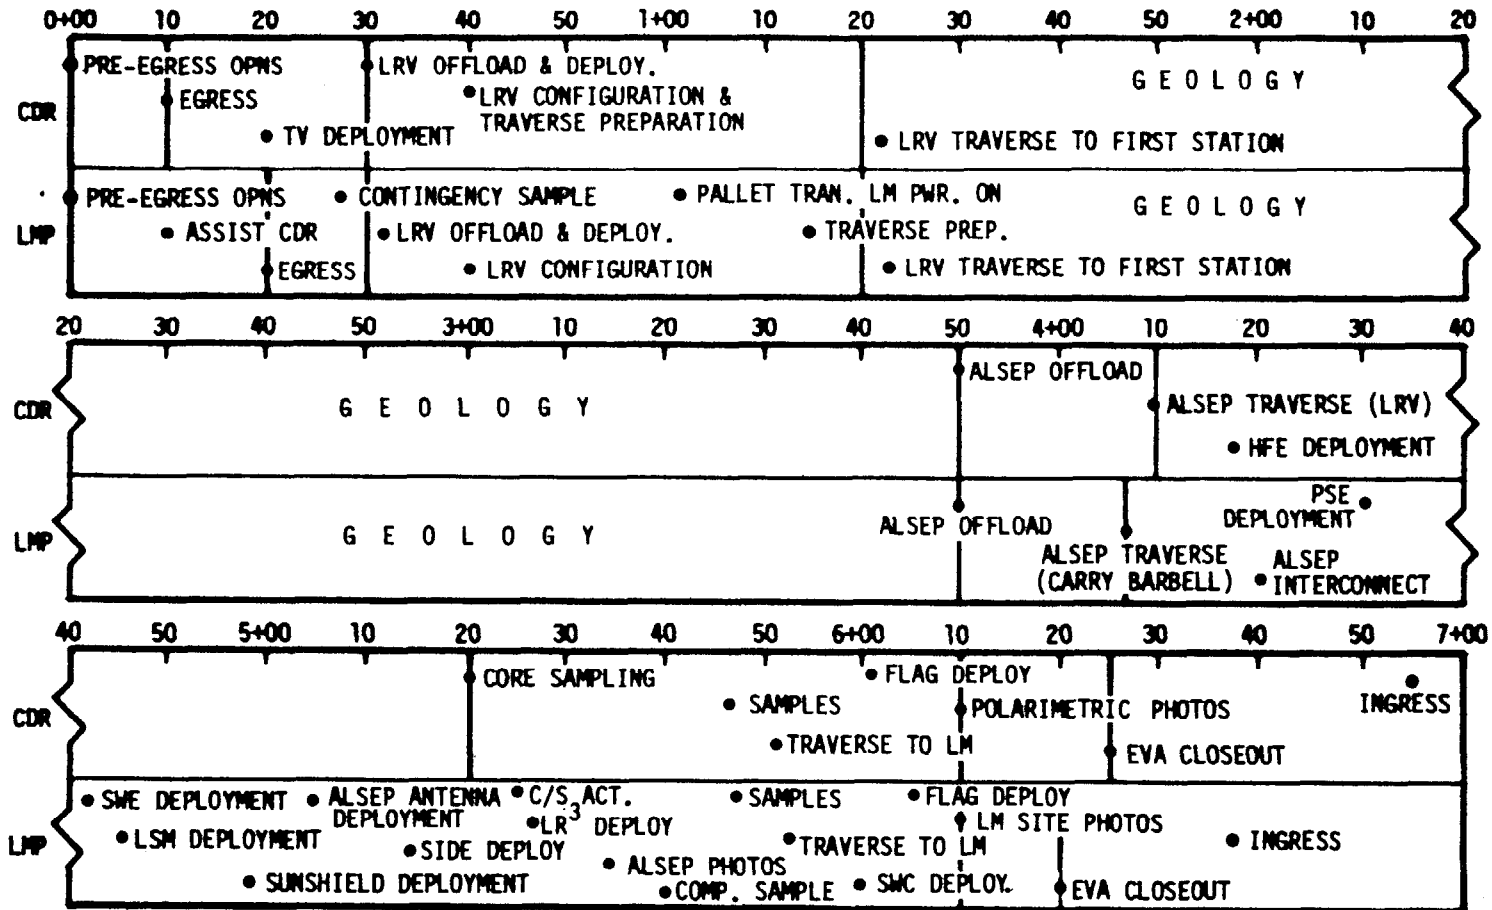 0+00 10 20 30 40 50 1+00 10 20 30 40 50 2+00 10 20
CDR
PRE-EGRESS OPNS
EGRESS
TV DEPLOYMENT
LRV OFFLOAD & DEPLOY.
LRV CONFIGURATION &
TRAVERSE PREPARATION
GEOLOGY
LRV TRAVERSE TO FIRST STATION
LMP
PRE-EGRESS OPNS
ASSIST CDR
EGRESS
CONTINGENCY SAMPLE
LRV OFFLOAD & DEPLOY.
LRV CONFIGURATION
PALLET TRAN. LM PWR. ON
TRAVERSE PREP.
GEOLOGY
LRV TRAVERSE TO FIRST STATION
20 30 40 50 3+00 10 20 30 40 50 4+00 10 20 30 40
CDR
GEOLOGY
ALSEP OFFLOAD
ALSEP TRAVERSE (LRV)
HFE DEPLOYMENT
LMP
GEOLOGY
ALSEP OFFLOAD
ALSEP TRAVERSE
(CARRY BARBELL)
PSE
DEPLOYMENT
ALSEP
INTERCONNECT
40 50 5+00 10 20 30 40 50 6+00 10 20 30 40 50 7+00
CDR
CORE SAMPLING
SAMPLES
TRAVERSE TO LM
FLAG DEPLOY
POLARIMETRIC PHOTOS
EVA CLOSEOUT
INGRESS
LMP
SWE DEPLOYMENT
LSM DEPLOYMENT
SUNSHIELD DEPLOYMENT
ALSEP ANTENNA
DEPLOYMENT
SIDE DEPLOY
C/S ACT.
LR3 DEPLOY
ALSEP PHOTOS
COMP. SAMPLE
SAMPLES
TRAVERSE TO LM
SWC DEPLOY.
FLAG DEPLOY
LM SITE PHOTOS
EVA CLOSEOUT
INGRESS